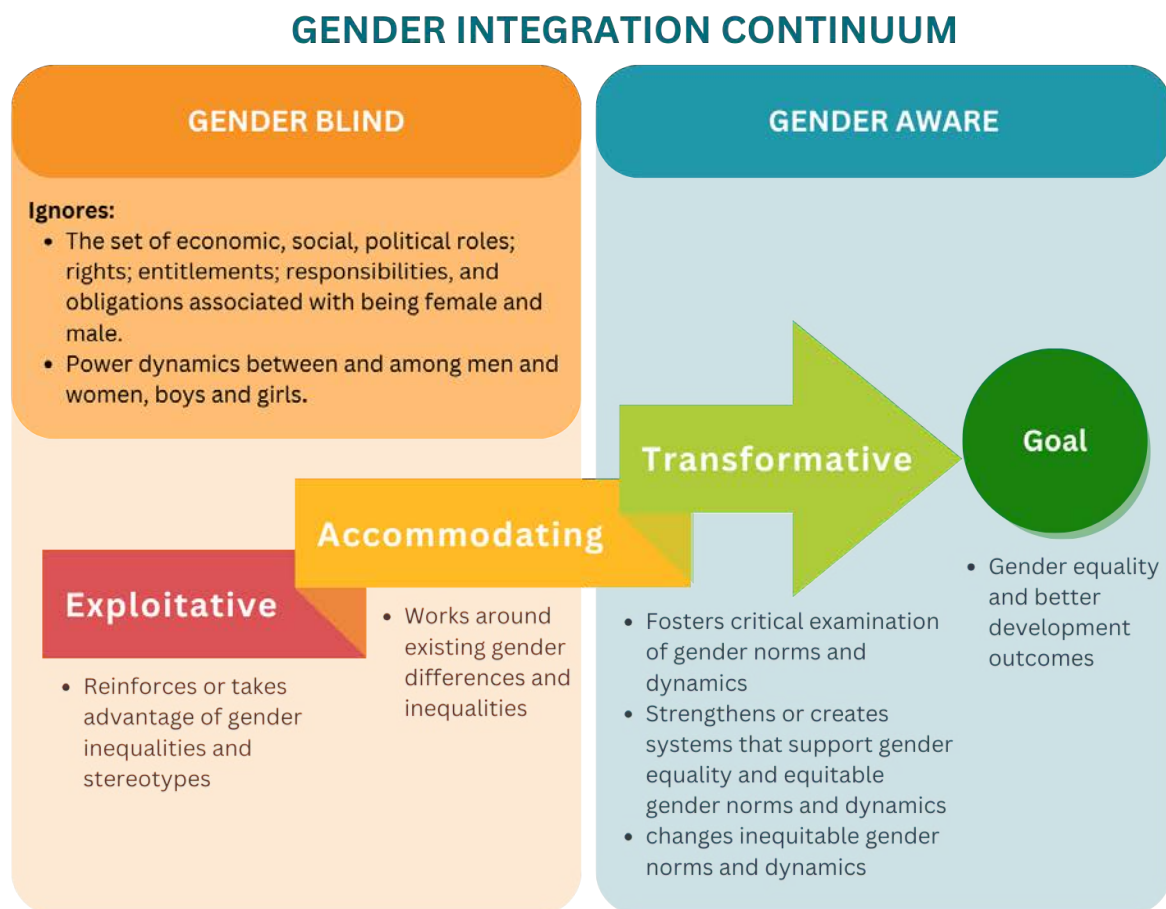 GENDER INTEGRATION CONTINUUM
GENDER BLIND
Ignores:
• The set of economic, social, political roles;
rights; entitlements; responsibilities, and
obligations associated with being female and
male.
• Power dynamics between and among men and
women, boys and girls.
Exploitative
• Reinforces or takes
advantage of gender
inequalities and
stereotypes
Accommodating
• Works around
existing gender
differences and
inequalities
GENDER AWARE
Transformative
• Fosters critical examination
of gender norms and
dynamics
• Strengthens or creates
systems that support gender
equality and equitable
gender norms and dynamics
• changes inequitable gender
norms and dynamics
Goal
• Gender equality
and better
development
outcomes